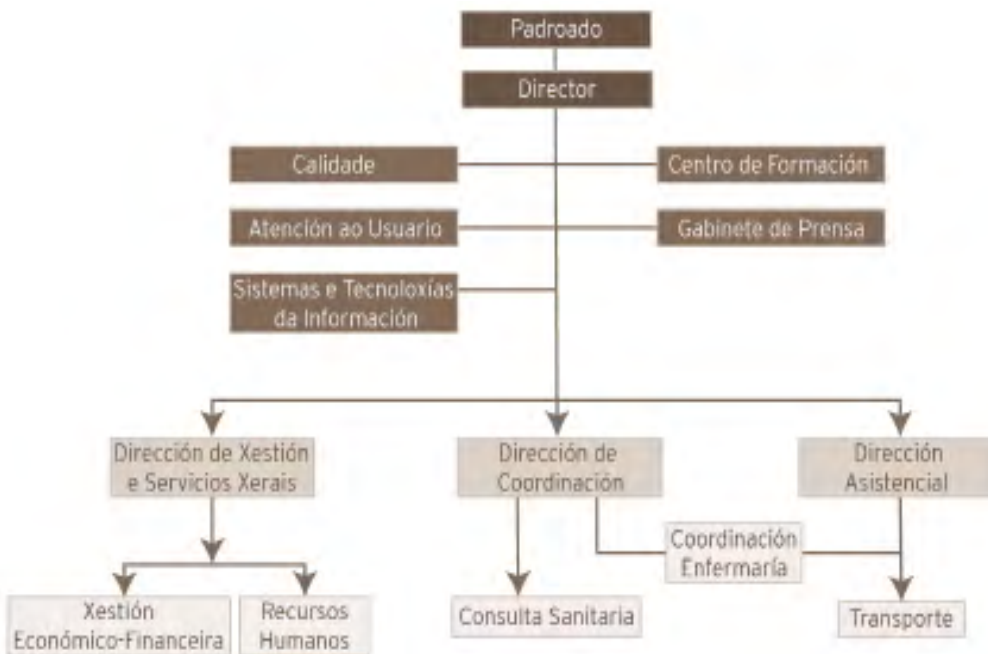 Padroado
Director
Calidade
Centro de Formación
Atención ao Usuario
Gabinete de Prensa
Sistemas e Tecnoloxías
da Información
Dirección de Xestión
e Servicios Xerais
Dirección de
Coordinación
Dirección
Asistencial
Coordinación
Enfermaría
Xestión
Económico-Financeira
Recursos
Humanos
Consulta Sanitaria
Transporte